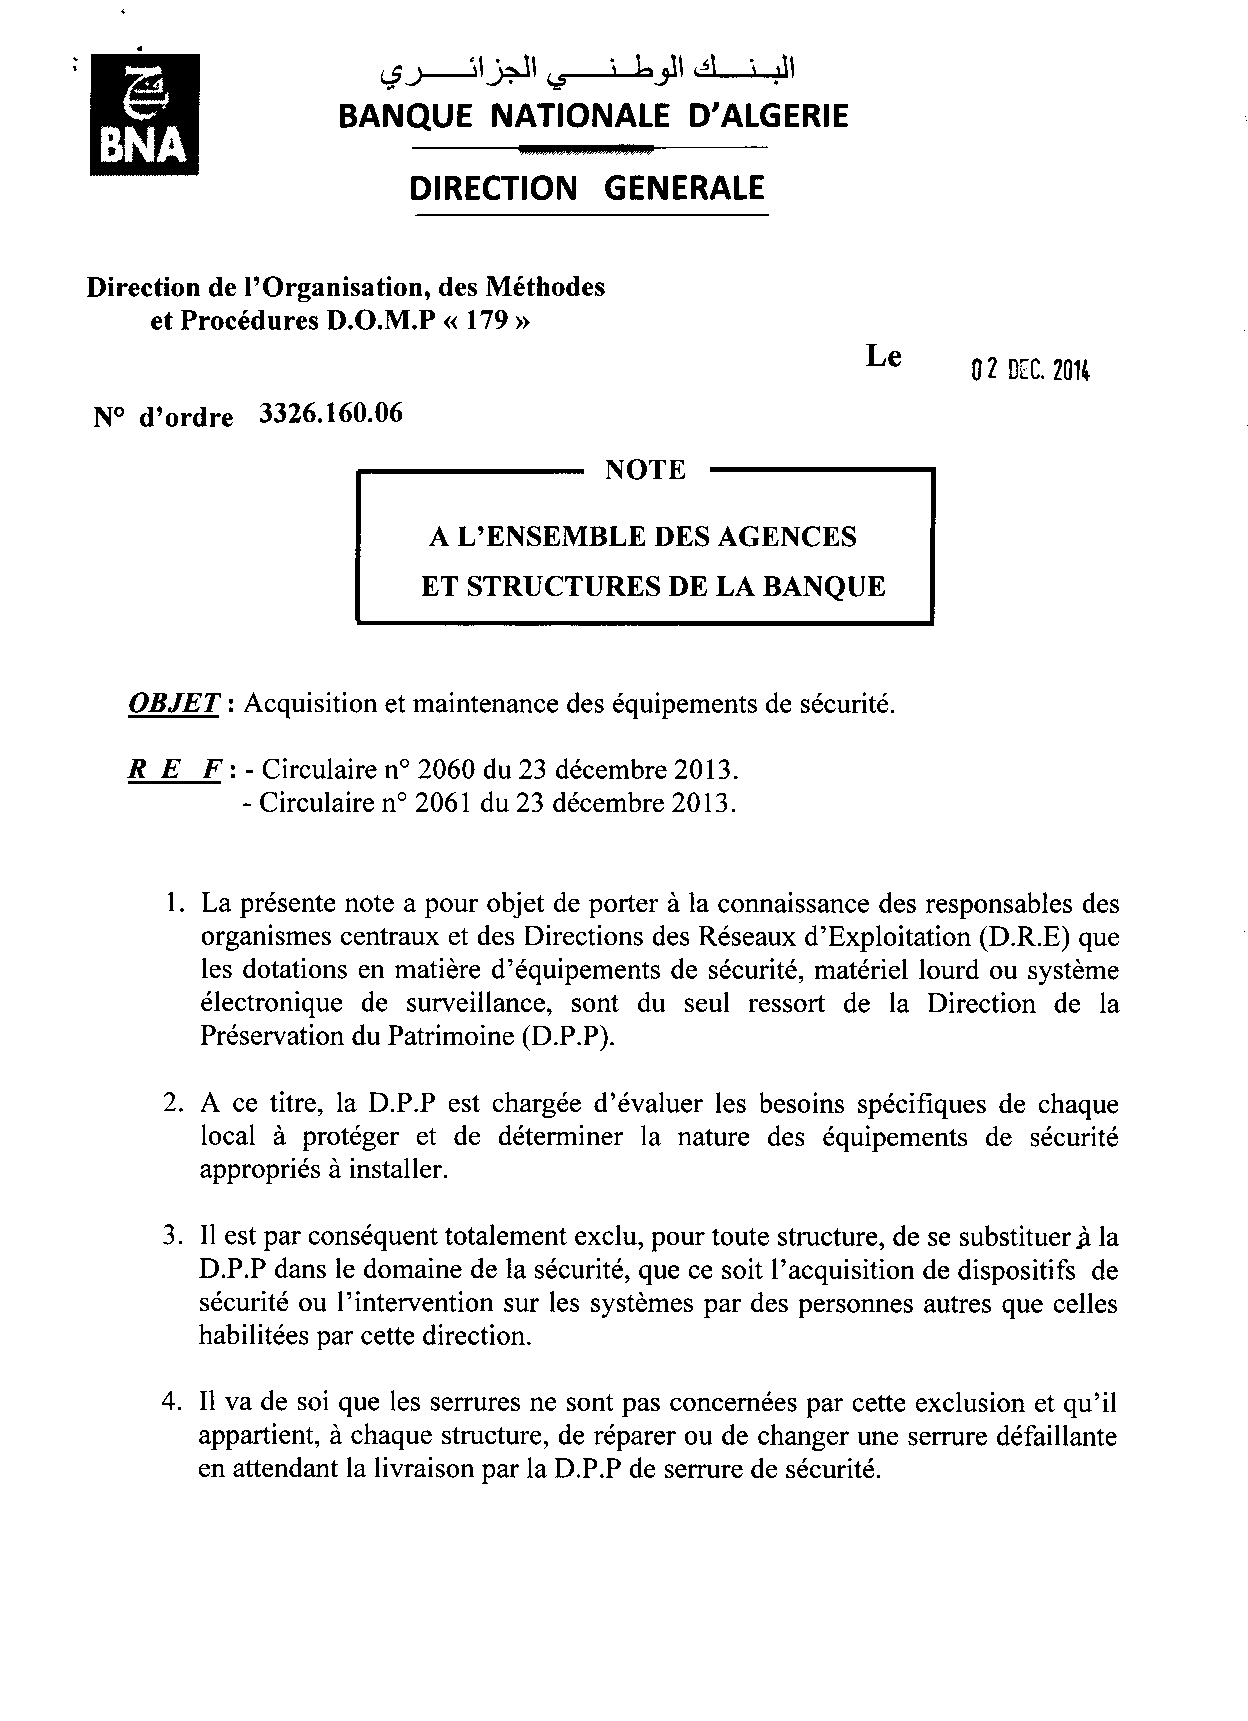 البنك الوطني الجزائري
BNA
BANQUE NATIONALE D'ALGERIE
DIRECTION GENERALE
Direction de l'Organisation, des Méthodes
et Procédures D.O.M.P « 179 »
Le 02 DEC. 2014
N° d'ordre 3326.160.06
NOTE
A L'ENSEMBLE DES AGENCES
ET STRUCTURES DE LA BANQUE
OBJET : Acquisition et maintenance des équipements de sécurité.
R E F : - Circulaire n° 2060 du 23 décembre 2013.
- Circulaire n° 2061 du 23 décembre 2013.
1. La présente note a pour objet de porter à la connaissance des responsables des
organismes centraux et des Directions des Réseaux d'Exploitation (D.R.E) que
les dotations en matière d'équipements de sécurité, matériel lourd ou système
électronique de surveillance, sont du seul ressort de la Direction de la
Préservation du Patrimoine (D.P.P).
2. A ce titre, la D.P.P est chargée d'évaluer les besoins spécifiques de chaque
local à protéger et de déterminer la nature des équipements de sécurité
appropriés à installer.
3. Il est par conséquent totalement exclu, pour toute structure, de se substituer à la
D.P.P dans le domaine de la sécurité, que ce soit l'acquisition de dispositifs de
sécurité ou l'intervention sur les systèmes par des personnes autres que celles
habilitées par cette direction.
4. Il va de soi que les serrures ne sont pas concernées par cette exclusion et qu'il
appartient, à chaque structure, de réparer ou de changer une serrure défaillante
en attendant la livraison par la D.P.P de serrure de sécurité.